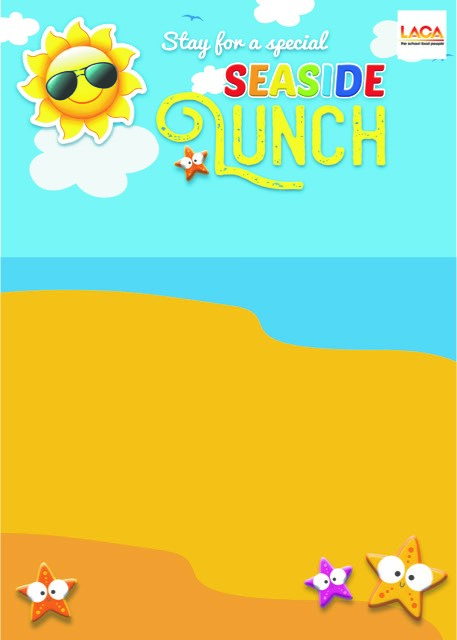 Stay for a special
SEASIDE
LUNCH
LACA
the school food people